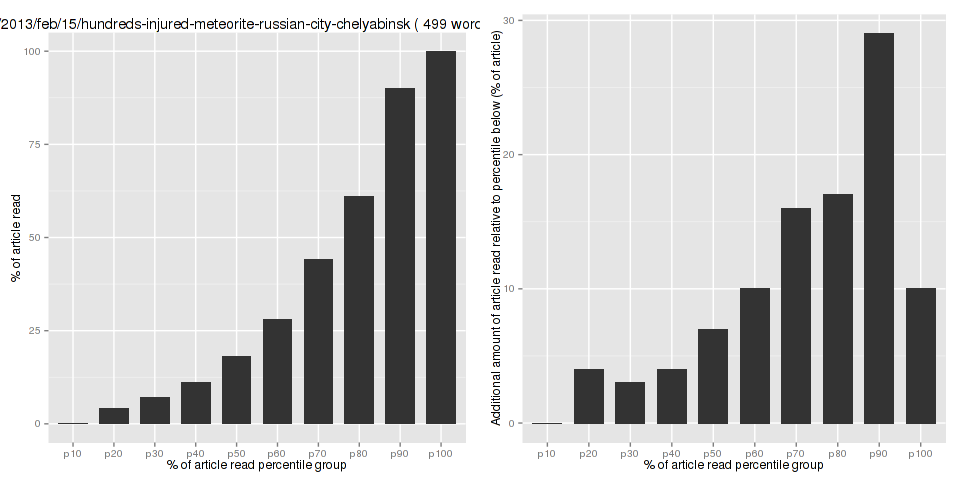 /2013/feb/15/hundreds-injured-meteorite-russian-city-chelyabinsk ( 499 word
100
75
50
25
0
% of article read
p10 p20 p30 p40 p50 p60 p70 p80 p90 p100
% of article read percentile group
30
20
10
0
Additional amount of article read relative to percentile below (% of article)
p10 p20 p30 p40 p50 p60 p70 p80 p90 p100
% of article read percentile group